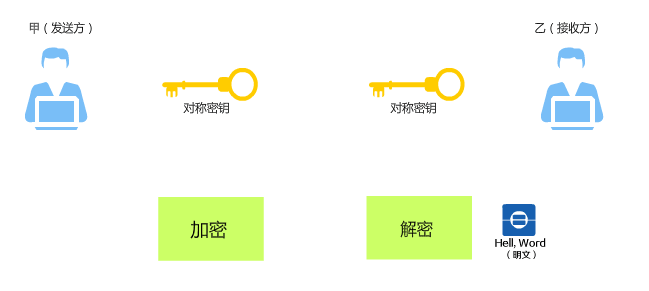 甲（发送方）
乙（接收方）
对称密钥
对称密钥
加密
解密
Hell, Word
（明文）